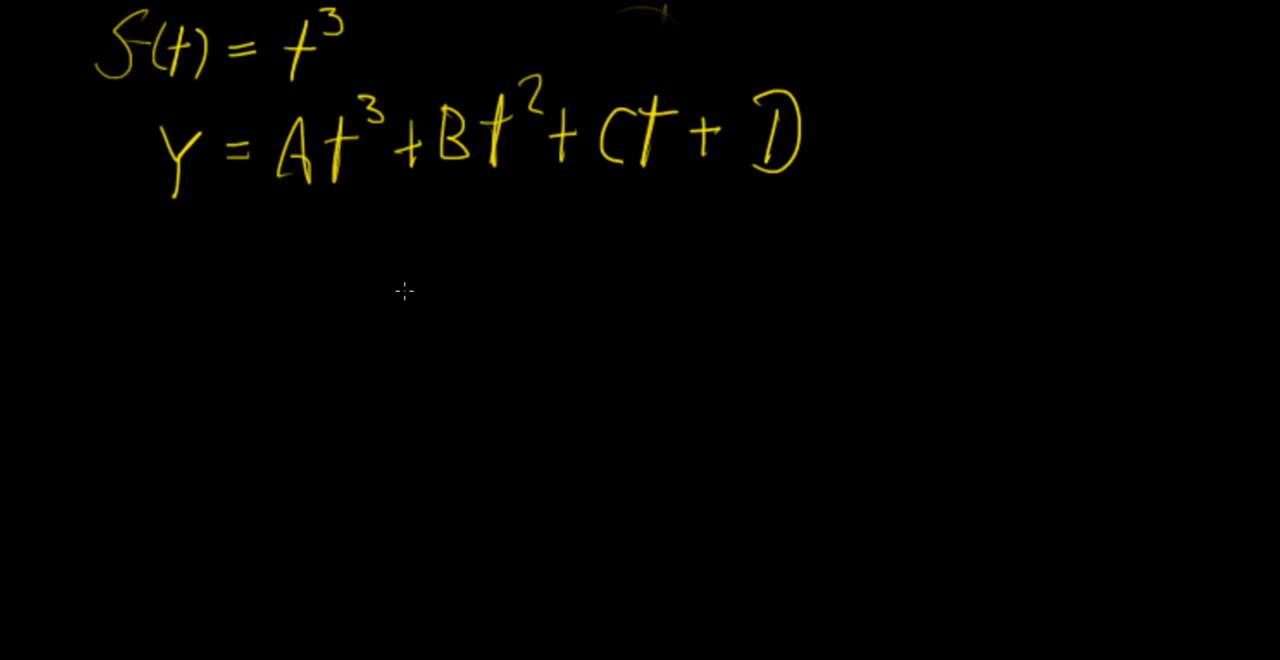 f(t) = t³
Y = At³ + Bt² + Ct + D